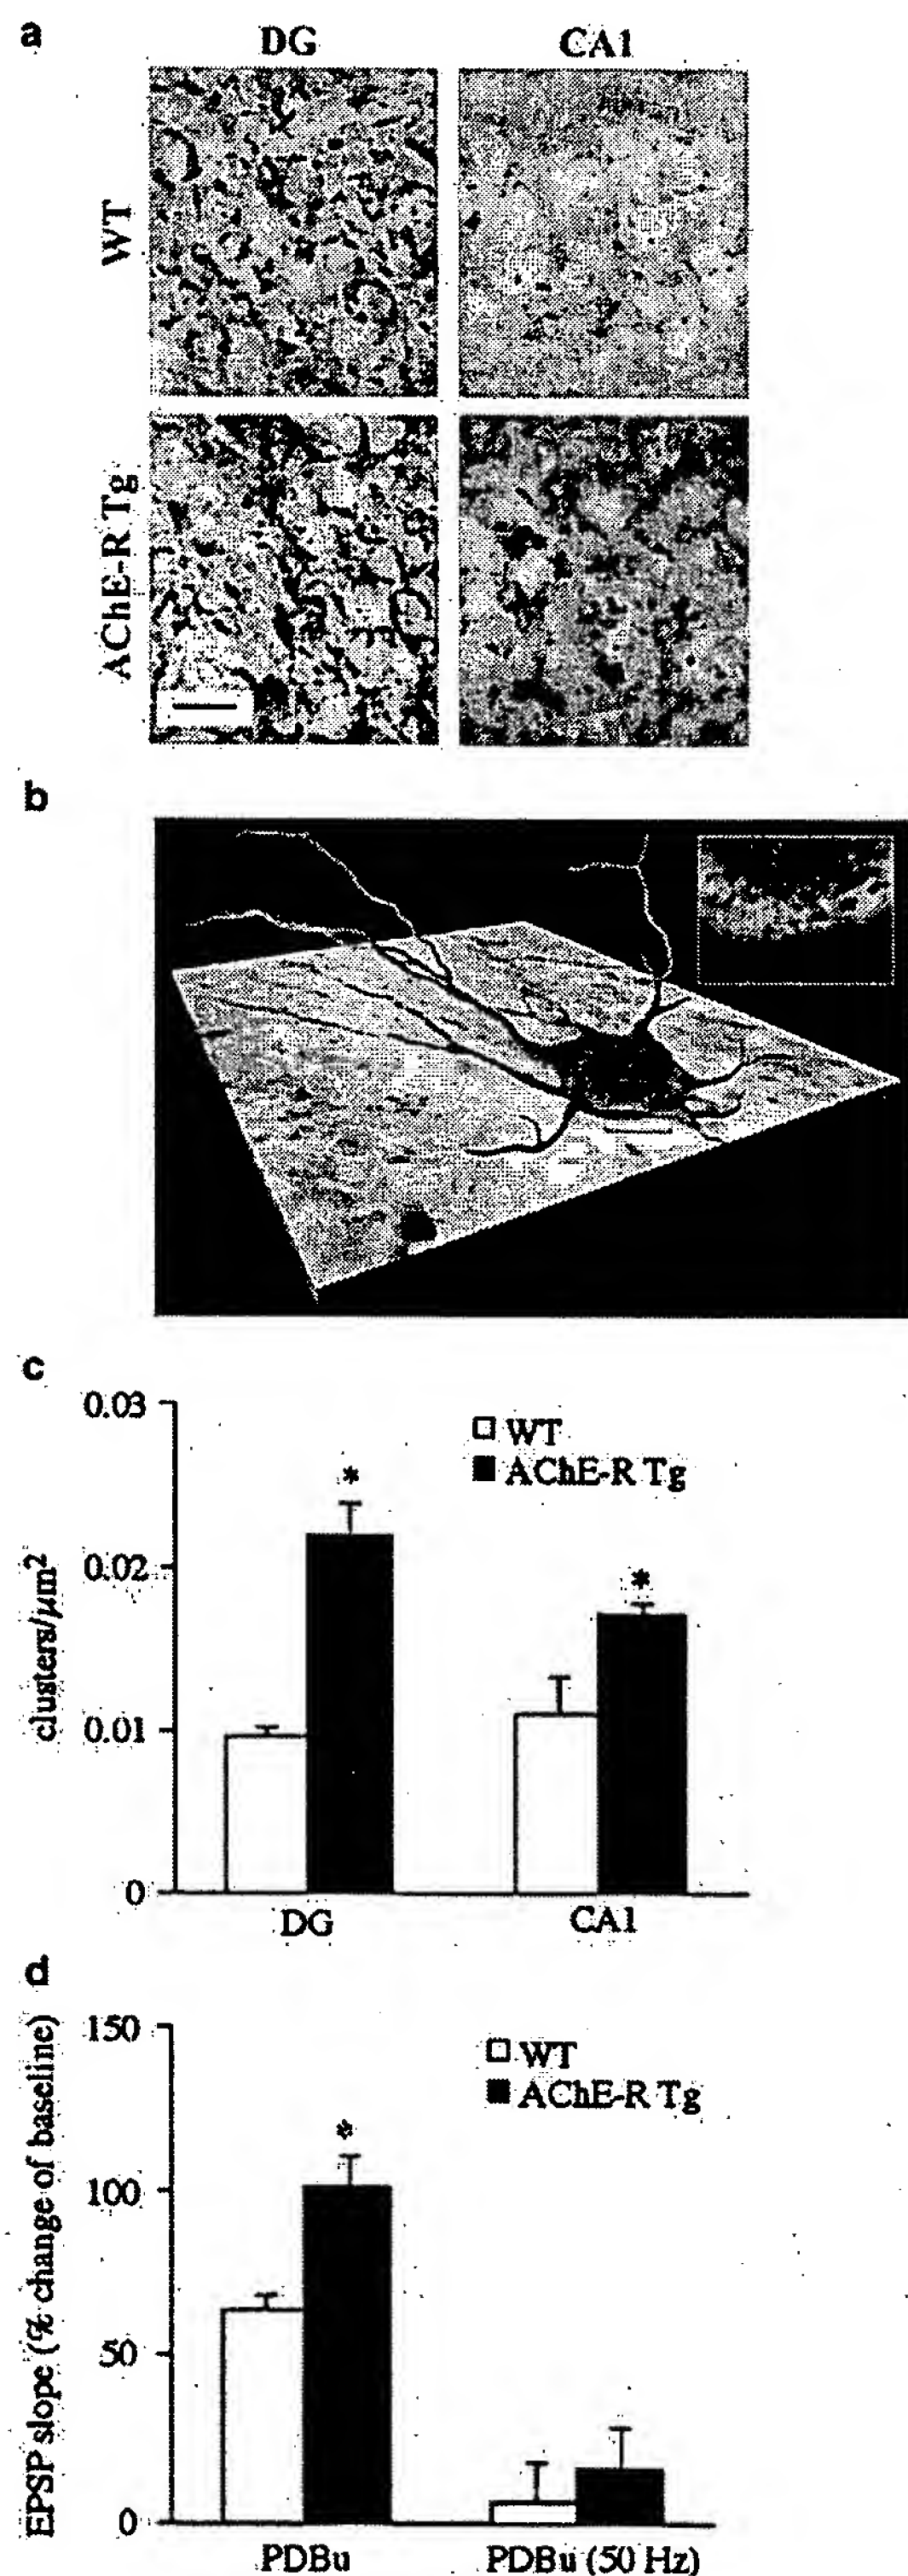 a
DG CA1
WT
AChE-R Tg
b
c
0.03
0.02
0.01
0
clusters/μm²
□ WT
■ AChE-R Tg
*
*
DG CA1
d
150
100
50
0
EPSP slope (% change of baseline)
□ WT
■ AChE-R Tg
*
PDBu PDBu (50 Hz)